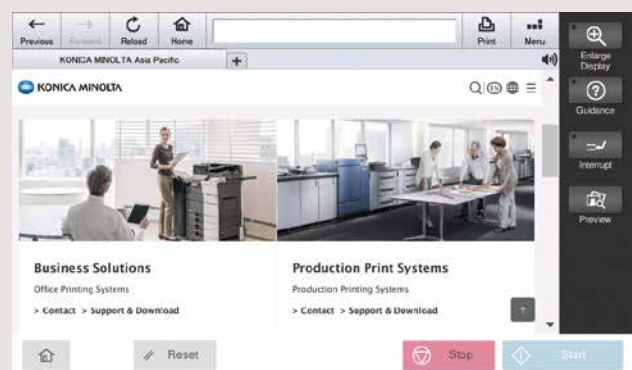 Previous Forward Reload Home Print Menu
KONICA MINOLTA Asia Pacific +
KONICA MINOLTA EN
Business Solutions
Office Printing Systems
> Contact > Support & Download
Production Print Systems
Production Printing Systems
> Contact > Support & Download
Enlarge
Display
Guidance
Interrupt
Preview
Reset Stop Start